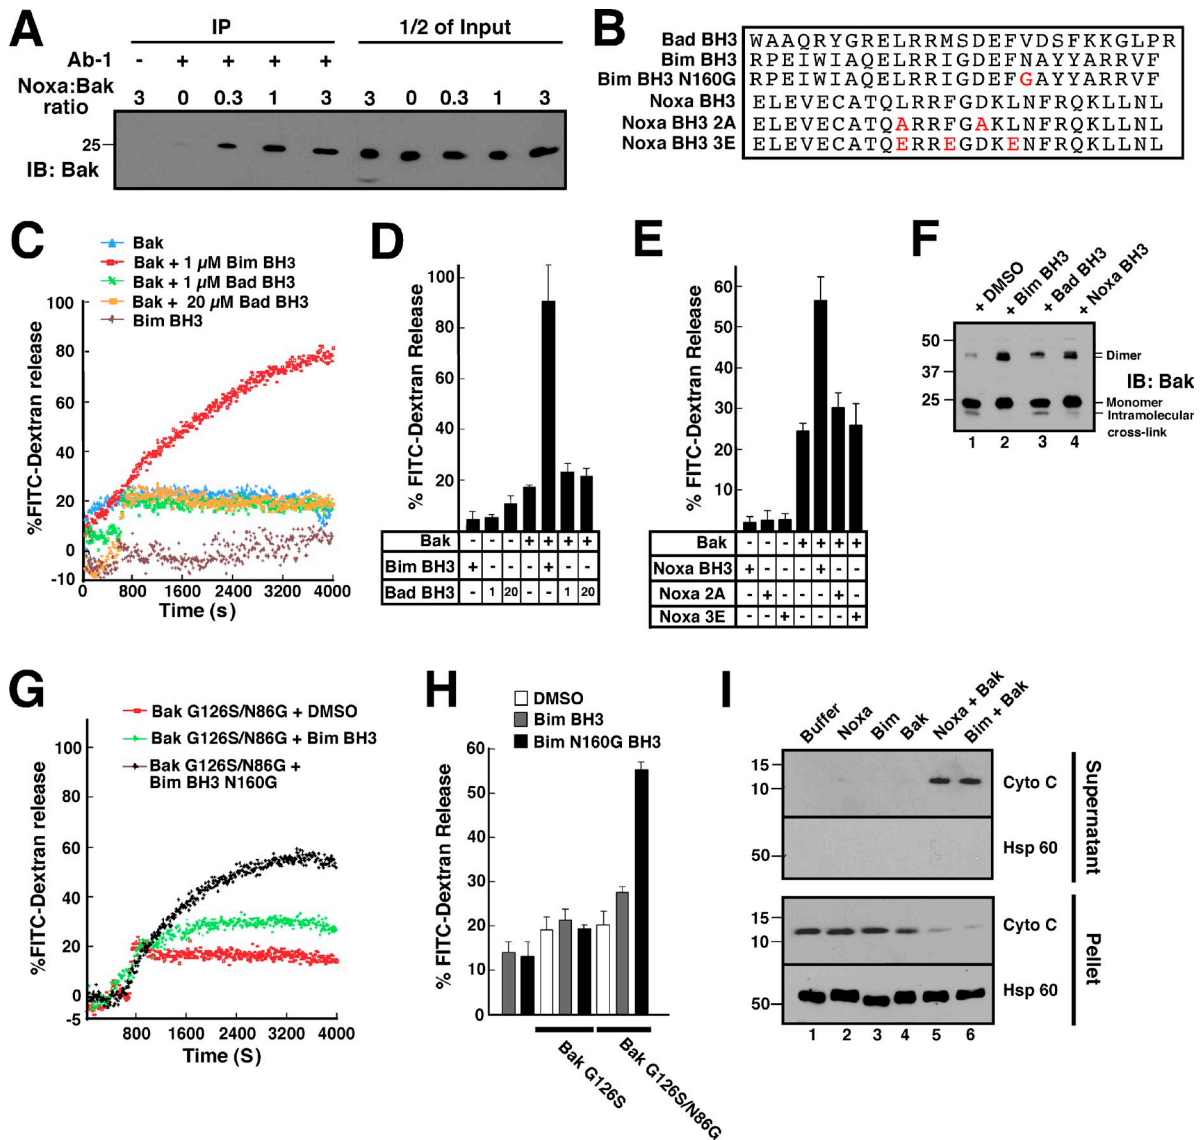 A
IP
1/2 of Input
Ab-1 - + + + +
Noxa:Bak ratio 3 0 0.3 1 3 3 0 0.3 1 3
25
IB: Bak
B
Bad BH3 WAAQRYGRELRRMSDEFVDSFKKGLPR
Bim BH3 RPEIWIAQELRRIGDEFNAYYARRVF
Bim BH3 N160G RPEIWIAQELRRIGDEFGAYYARRVF
Noxa BH3 ELEVECATQLRRFGDKLNFRQKLLNL
Noxa BH3 2A ELEVECATQARRFGAKLNFRQKLLNL
Noxa BH3 3E ELEVECATQERREGDKENFRQKLLNL
C
Bak
Bak + 1 µM Bim BH3
Bak + 1 µM Bad BH3
Bak + 20 µM Bad BH3
Bim BH3
%FITC-Dextran release
100
80
60
40
20
0
-10
0 800 1600 2400 3200 4000
Time (s)
D
% FITC-Dextran Release
100
80
60
40
20
Bak - - - + + + +
Bim BH3 + - - - + - -
Bad BH3 - 1 20 - - 1 20
E
% FITC-Dextran Release
60
50
40
30
20
10
Bak - - - + + + +
Noxa BH3 + - - - + - -
Noxa 2A - + - - - + -
Noxa 3E - - + - - - +
F
+ DMSO
+ Bim BH3
+ Bad BH3
+ Noxa BH3
50
37
25
Dimer
IB: Bak
Monomer
Intramolecular
cross-link
1 2 3 4
G
Bak G126S/N86G + DMSO
Bak G126S/N86G + Bim BH3
Bak G126S/N86G +
Bim BH3 N160G
%FITC-Dextran release
100
80
60
40
20
0
-5
800 1600 2400 3200 4000
Time (S)
H
DMSO
Bim BH3
Bim N160G BH3
% FITC-Dextran Release
60
50
40
30
20
10
0
Bak G126S
Bak G126S/N86G
I
Buffer
Noxa
Bim
Bak
Noxa + Bak
Bim + Bak
15
10
Cyto C
50
Hsp 60
Supernatant
15
10
Cyto C
50
Hsp 60
Pellet
1 2 3 4 5 6